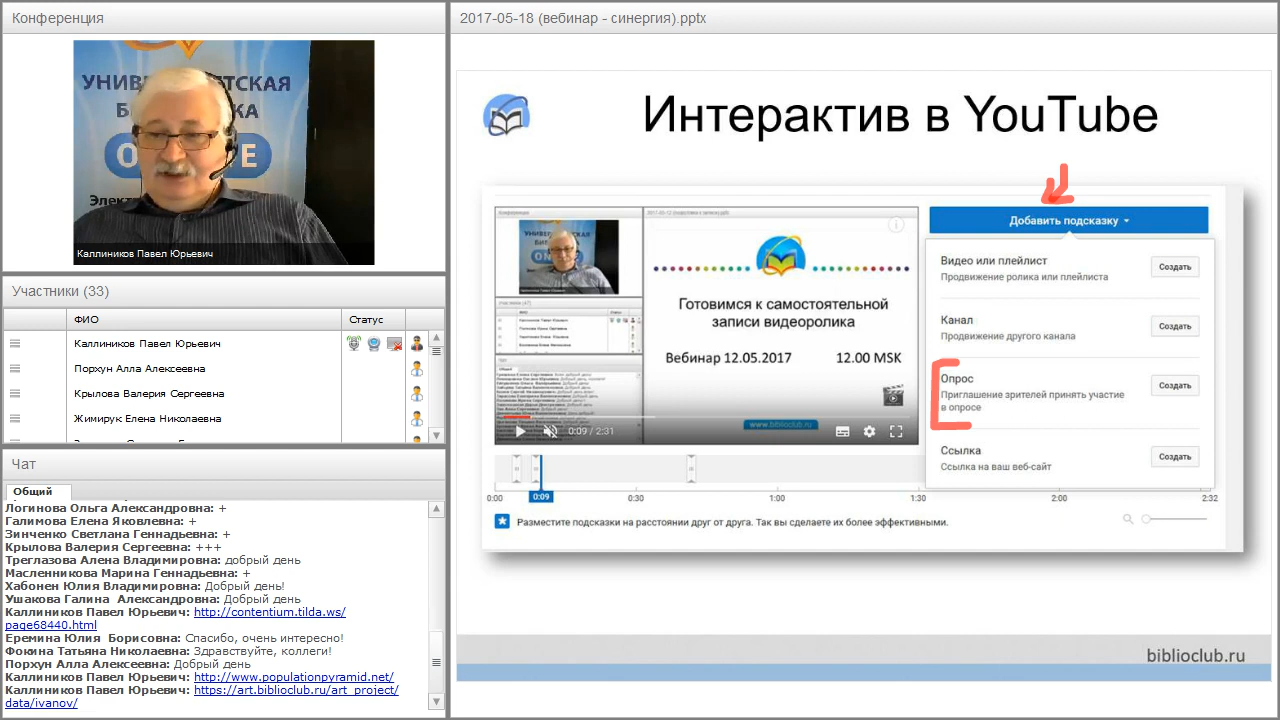 Конференция
УНИВЕРСИТЕТСКАЯ
Каллиников Павел Юрьевич
Участники (33)
ФИО
Статус
Каллиников Павел Юрьевич
Порхун Алла Алексеевна
Крылова Валерия Сергеевна
Житирук Елена Николаевна
Чат
Общий
Логинова Ольга Александровна: +
Галимова Елена Яковлевна: +
Зинченко Светлана Геннадьевна: +
Крылова Валерия Сергеевна: +++
Треглазова Алена Владимировна: добрый день
Масленникова Марина Геннадьевна: +
Хабонен Юлия Владимировна: Добрый день!
Ушакова Галина Александровна: Добрый день
Каллиников Павел Юрьевич: http://contentium.tilda.ws/
page68440.html
Еремина Юлия Борисовна: Спасибо, очень интересно!
Фокина Татьяна Николаевна: Здравствуйте, коллеги!
Порхун Алла Алексеевна: Добрый день
Каллиников Павел Юрьевич: http://www.populationpyramid.net/
Каллиников Павел Юрьевич: https://art.biblioclub.ru/art_project/
data/ivanov/
2017-05-18 (вебинар - синергия).pptx
Интерактив в YouTube
Конференция
Готовимся к самостоятельной
записи видеоролика
Вебинар 12.05.2017 12.00 MSK
www.biblioclub.ru
0:09 / 2:31
Добавить подсказку
Видео или плейлист
Продвижение ролика или плейлиста
Создать
Канал
Продвижение другого канала
Создать
Опрос
Приглашение зрителей принять участие
в опросе
Создать
Ссылка
Ссылка на ваш веб-сайт
Создать
0:00 0:09 0:30 1:00 1:30 2:00 2:32
Разместите подсказки на расстоянии друг от друга. Так вы сделаете их более эффективными.
biblioclub.ru